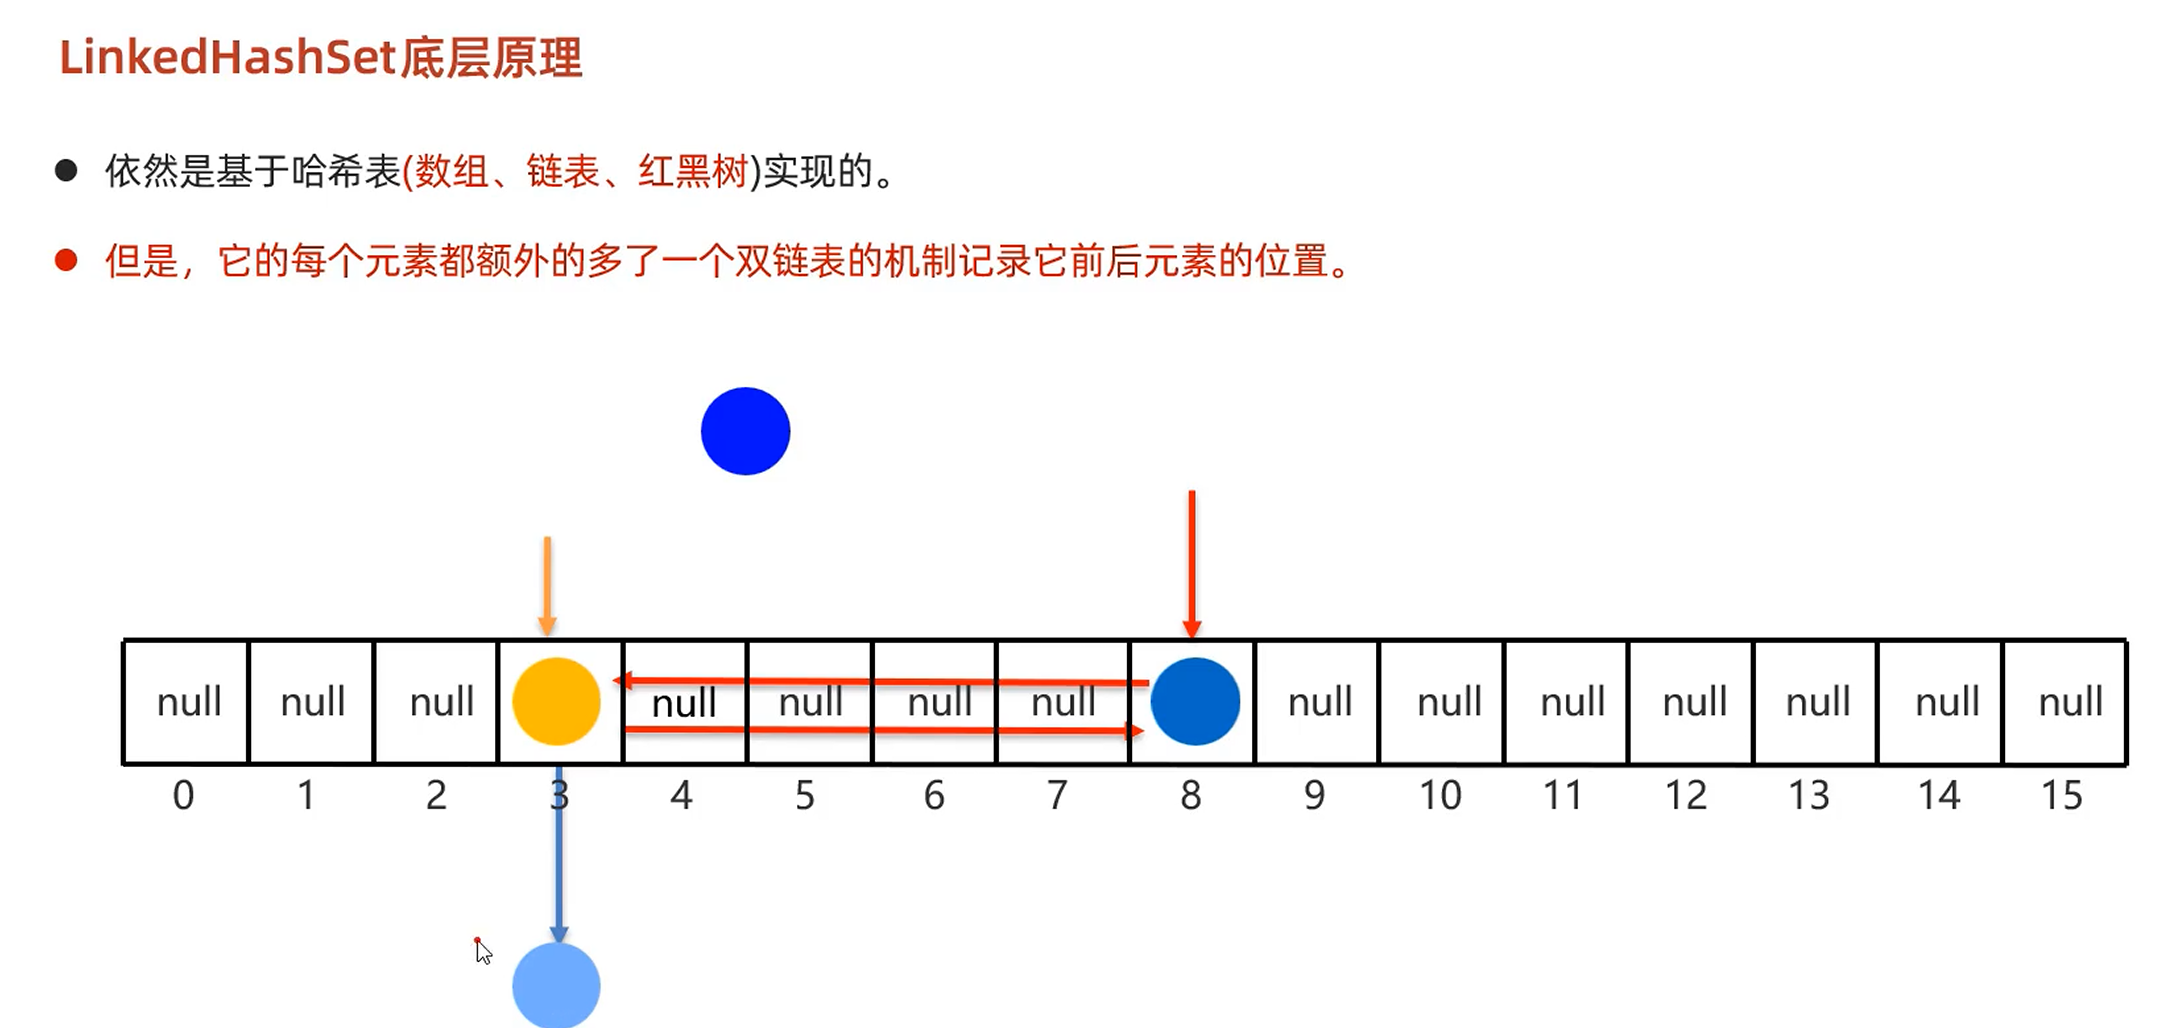 LinkedHashSet底层原理
依然是基于哈希表(数组、链表、红黑树)实现的。
但是，它的每个元素都额外的多了一个双链表的机制记录它前后元素的位置。
null null null null null null null null null null null null null null
0 1 2 3 4 5 6 7 8 9 10 11 12 13 14 15